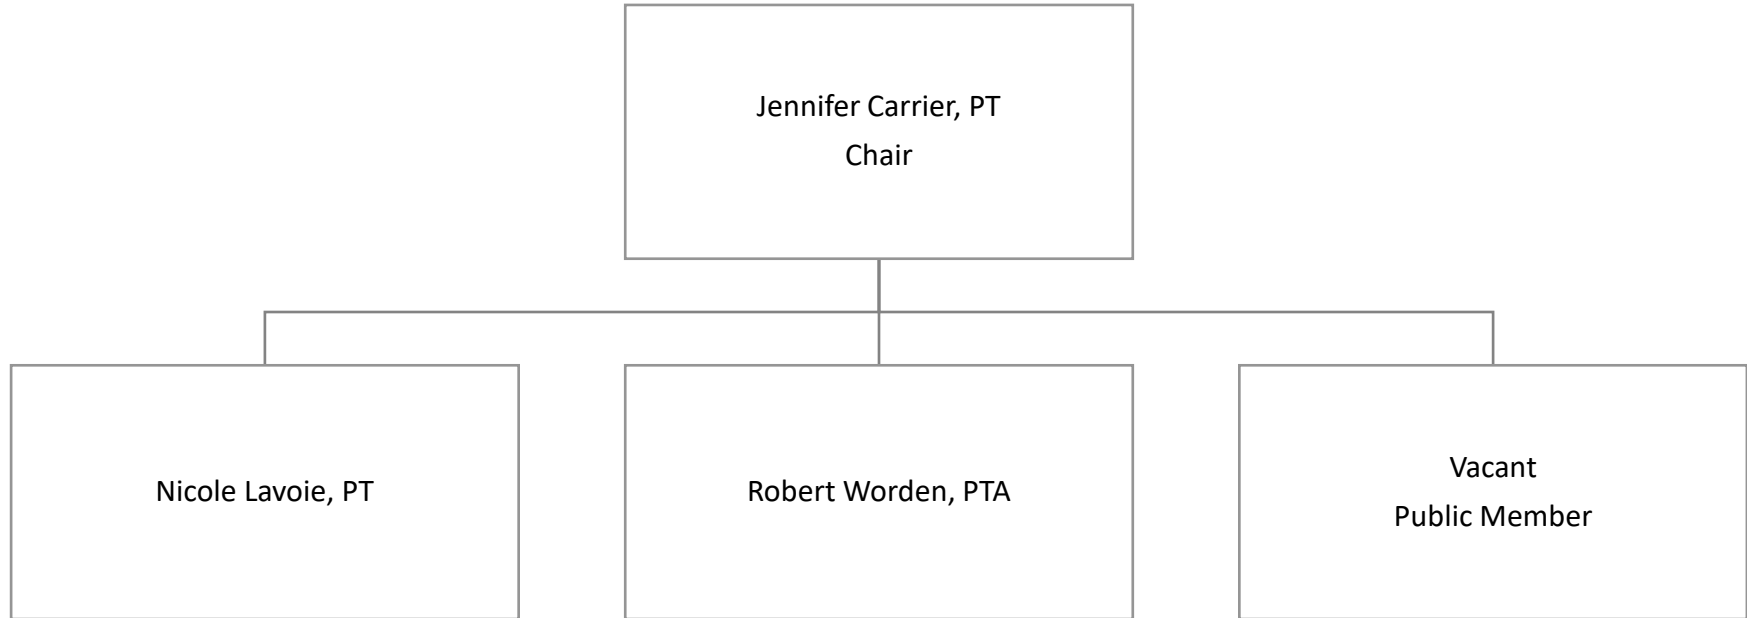 Jennifer Carrier, PT
Chair
Nicole Lavoie, PT
Robert Worden, PTA
Vacant
Public Member